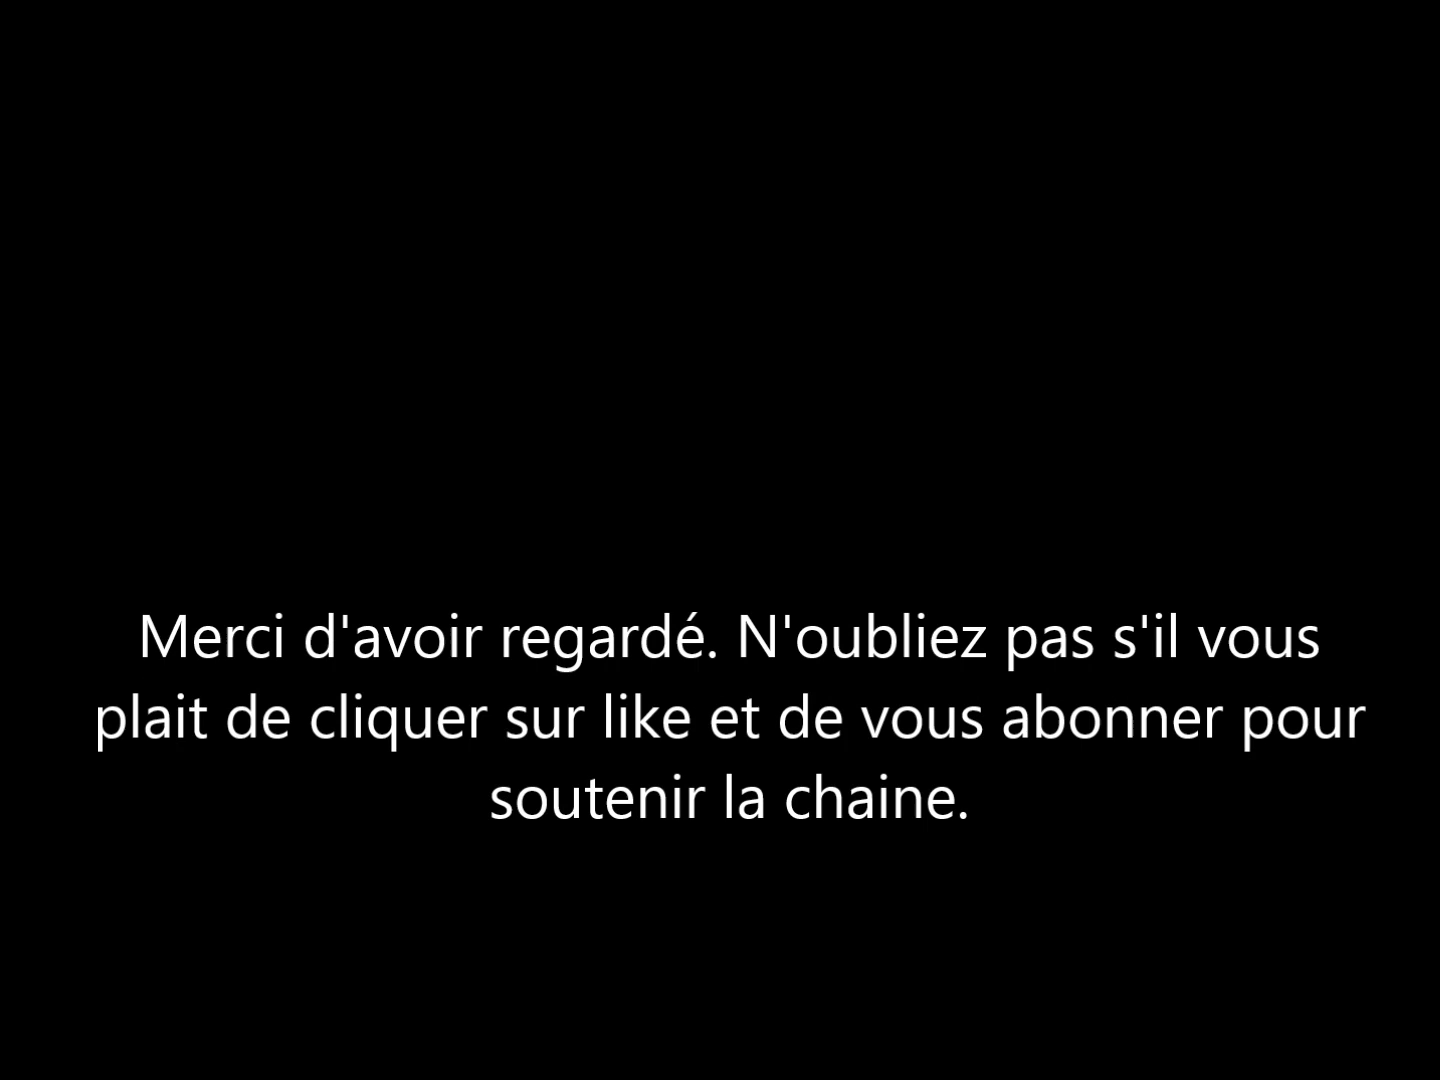 Merci d'avoir regardé. N'oubliez pas s'il vous
plait de cliquer sur like et de vous abonner pour
soutenir la chaine.